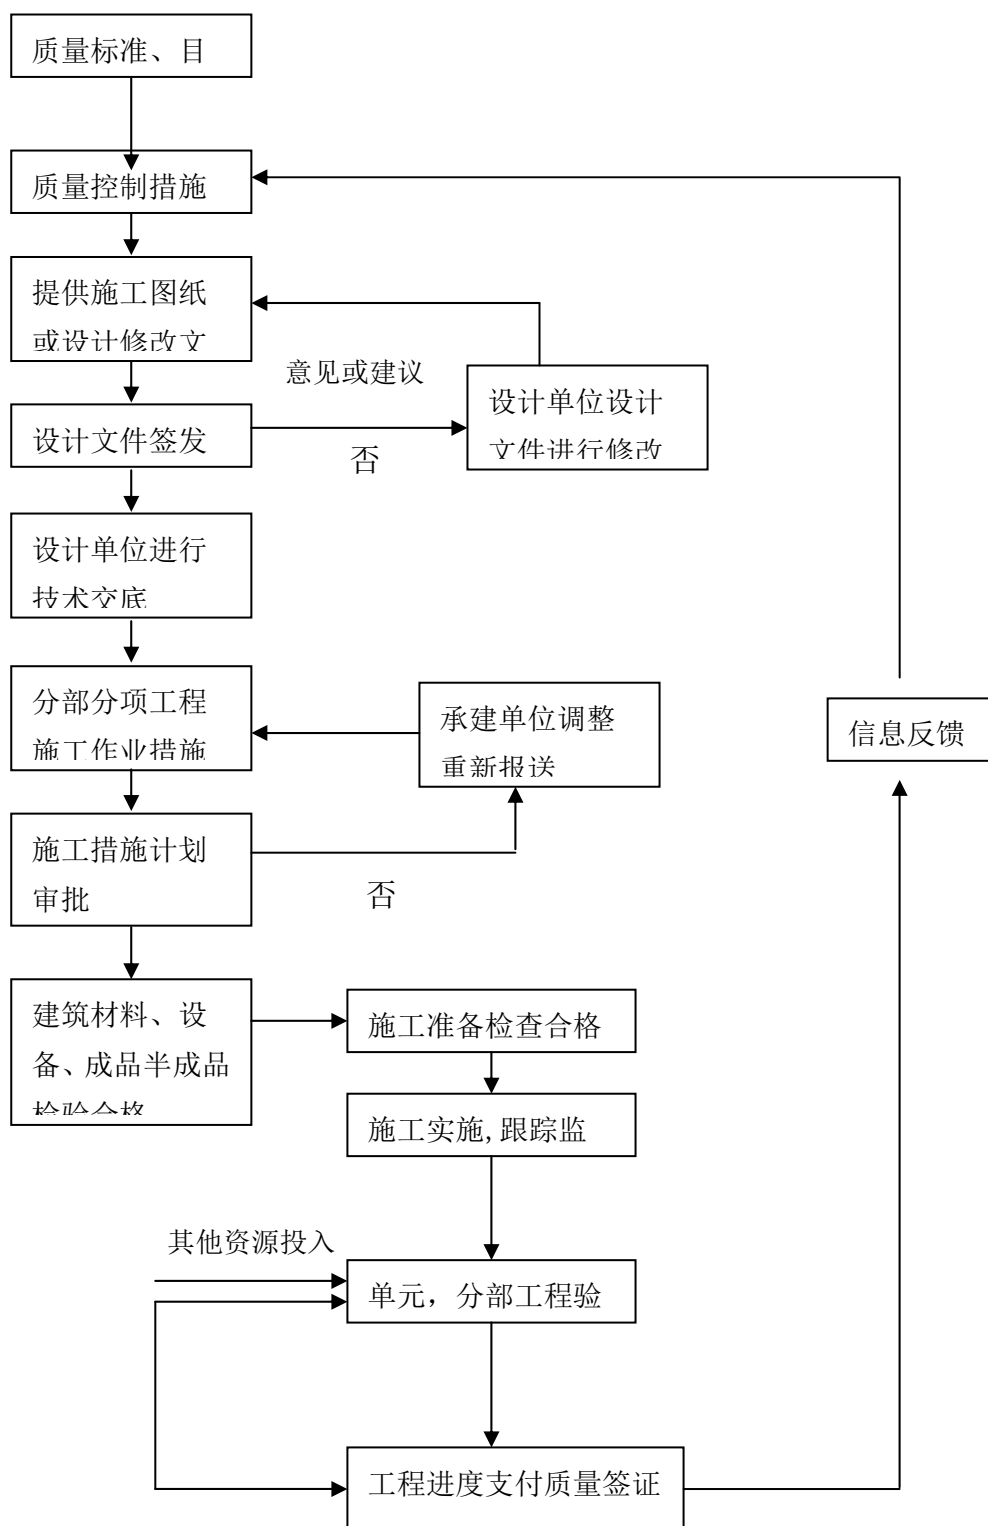 质量标准、目
质量控制措施
提供施工图纸
或设计修改文
意见或建议
设计单位设计
文件进行修改
设计文件签发
否
设计单位进行
技术交底
分部分项工程
施工作业措施
承建单位调整
重新报送
信息反馈
施工措施计划
审批
否
建筑材料、设
备、成品半成品
检验合格
施工准备检查合格
施工实施,跟踪监
其他资源投入
单元，分部工程验
工程进度支付质量签证